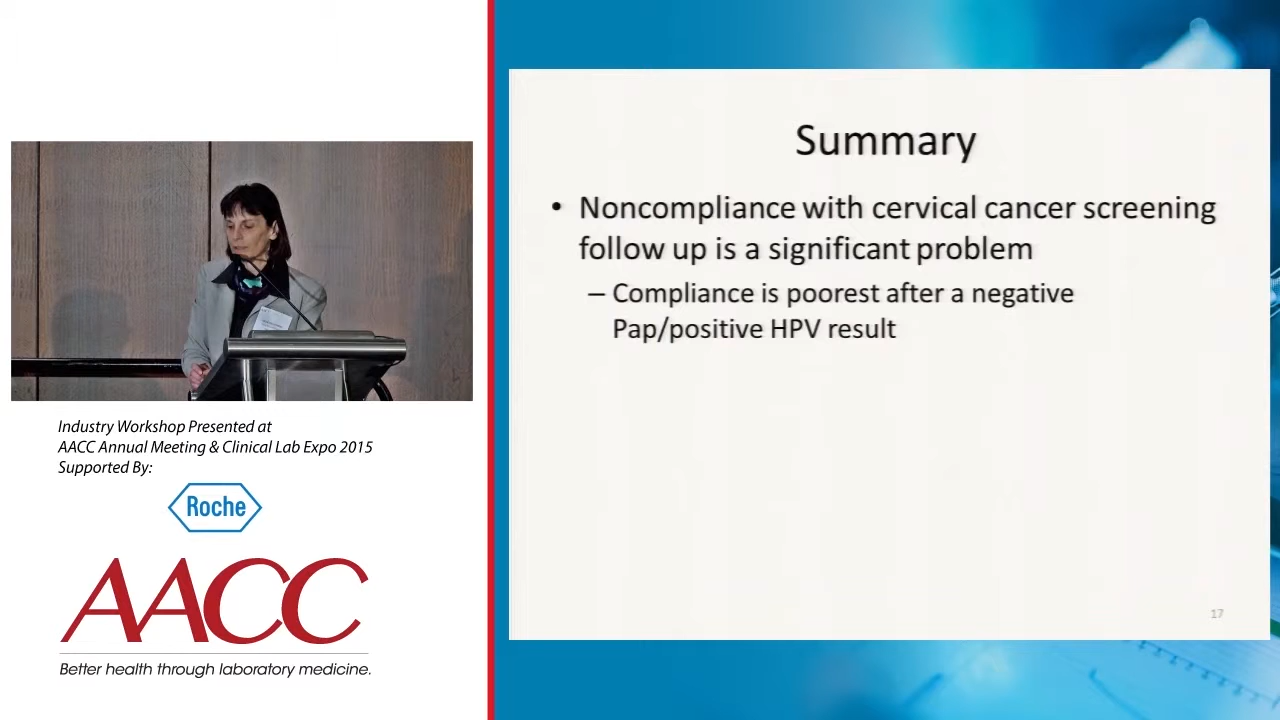 Industry Workshop Presented at
AACC Annual Meeting & Clinical Lab Expo 2015
Supported By:
Roche
AACC
Better health through laboratory medicine.
Summary
• Noncompliance with cervical cancer screening
follow up is a significant problem
– Compliance is poorest after a negative
Pap/positive HPV result
17